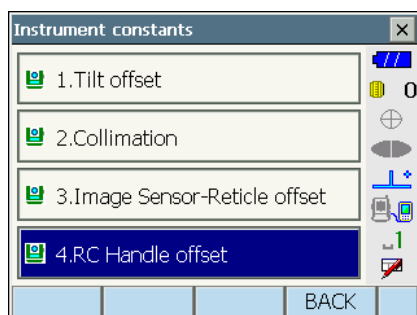 Instrument constants
1.Tilt offset
0
2.Collimation
3.Image Sensor-Reticle offset
4.RC Handle offset
1
BACK